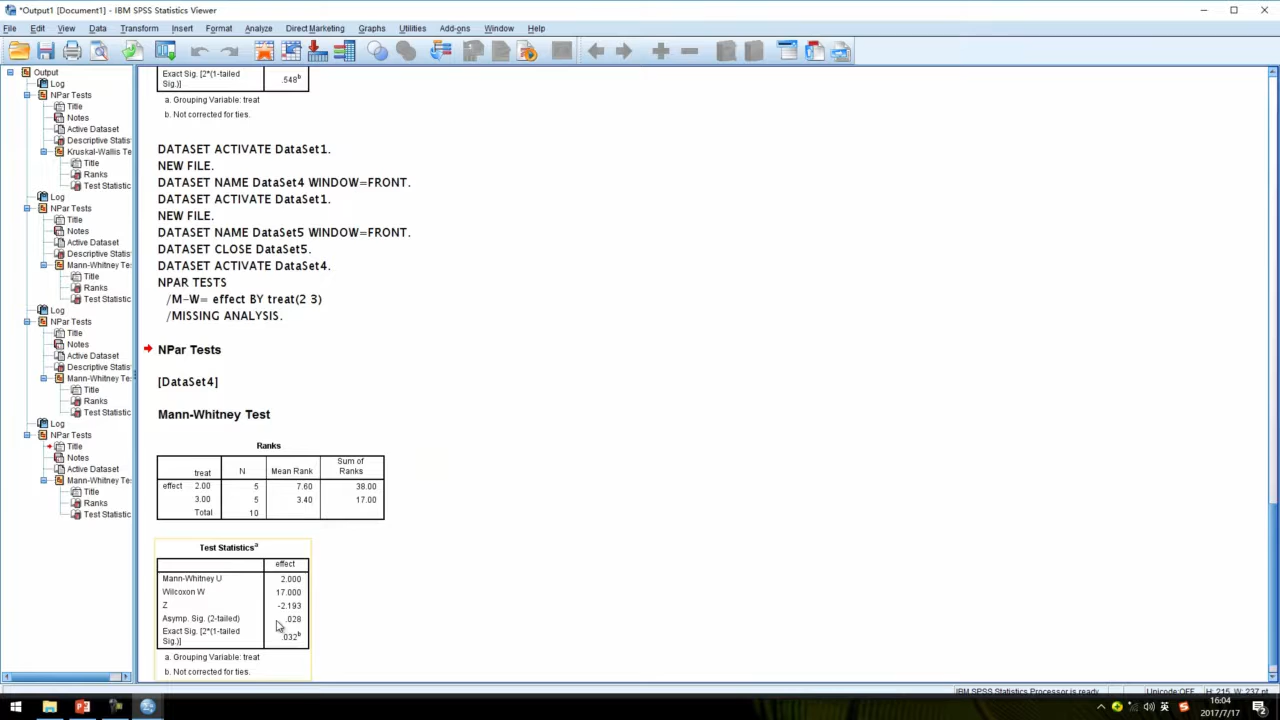 *Output1 [Document1] - IBM SPSS Statistics Viewer
File Edit View Data Transform Insert Format Direct Marketing Analyze Graphs Utilities Add-ons Window Help
Output
Log
NPar Tests
Title
Notes
Active Dataset
Descriptive Statis
Kruskal-Wallis Te
Title
Ranks
Test Statistic
Log
NPar Tests
Title
Notes
Active Dataset
Descriptive Statis
Mann-Whitney Te
Title
Ranks
Test Statistic
Log
NPar Tests
Title
Notes
Active Dataset
Descriptive Statis
Mann-Whitney Te
Title
Ranks
Test Statistic
Log
NPar Tests
Title
Notes
Active Dataset
Mann-Whitney Te
Title
Ranks
Test Statistic
Exact Sig. [2*(1-tailed
Sig.)] .548b
a. Grouping Variable: treat
b. Not corrected for ties.
DATASET ACTIVATE DataSet1.
NEW FILE.
DATASET NAME DataSet4 WINDOW=FRONT.
DATASET ACTIVATE DataSet1.
NEW FILE.
DATASET NAME DataSet5 WINDOW=FRONT.
DATASET CLOSE DataSet5.
DATASET ACTIVATE DataSet4.
NPAR TESTS
/M-W= effect BY treat(2 3)
/MISSING ANALYSIS.
NPar Tests
[DataSet4]
Mann-Whitney Test
Ranks
treat N Mean Rank Sum of Ranks
effect 2.00 5 7.60 38.00
3.00 5 3.40 17.00
Total 10
Test Statisticsa
effect
Mann-Whitney U 2.000
Wilcoxon W 17.000
Z -2.193
Asymp. Sig. (2-tailed) .028
Exact Sig. [2*(1-tailed
Sig.)] .032b
a. Grouping Variable: treat
b. Not corrected for ties.
IBM SPSS Statistics Processor is ready Unicode:OFF H: 215, W: 237 pt
英 16:04
2017/7/17
2